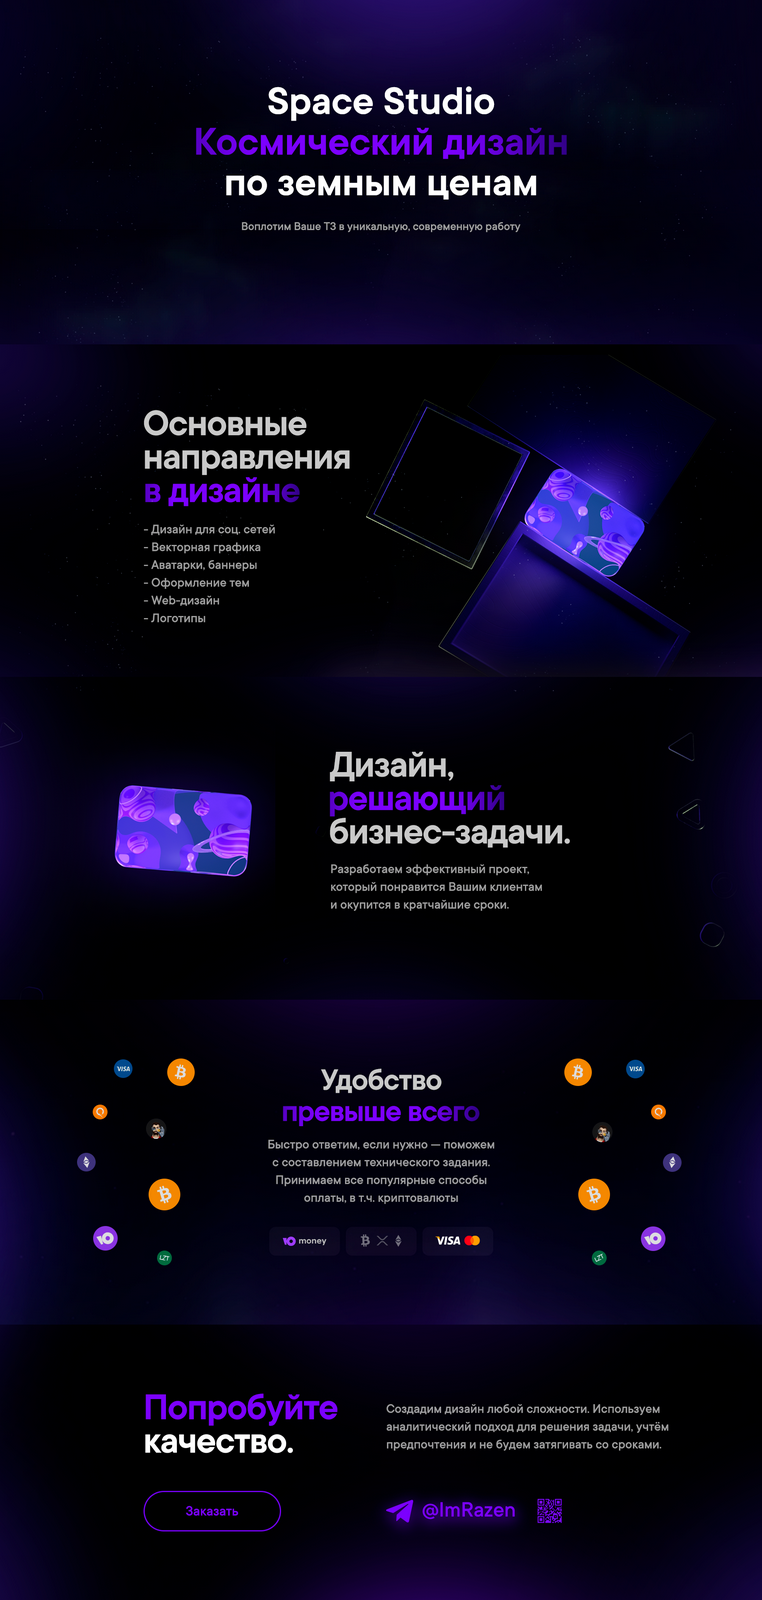 Space Studio
Космический дизайн
по земным ценам
Воплотим Ваше ТЗ в уникальную, современную работу
Основные
направления
в дизайне
- Дизайн для соц. сетей
- Векторная графика
- Аватарки, баннеры
- Оформление тем
- Web-дизайн
- Логотипы
Дизайн,
решающий
бизнес-задачи.
Разработаем эффективный проект,
который понравится Вашим клиентам
и окупится в кратчайшие сроки.
VISA
VISA
Удобство
превыше всего
Быстро ответим, если нужно — поможем
с составлением технического задания.
Принимаем все популярные способы
оплаты, в т.ч. криптовалюты
Ю money
VISA
Ю
Ю
LZT
LZT
Попробуйте
качество.
Создадим дизайн любой сложности. Используем
аналитический подход для решения задачи, учтём
предпочтения и не будем затягивать со сроками.
Заказать
@ImRazen